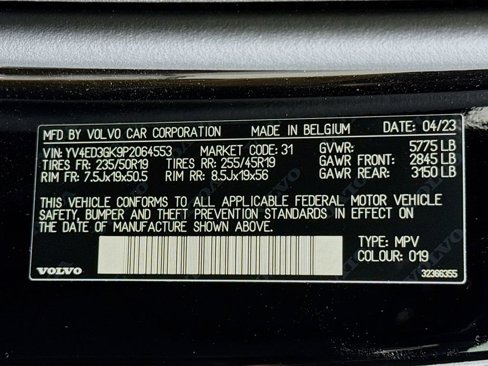 MFD BY VOLVO CAR CORPORATION MADE IN BELGIUM DATE: 04/23
VIN: YV4ED3GK9P2064553 MARKET CODE: 31 GVWR: 5775 LB
TIRES FR: 235/50R19 TIRES RR: 255/45R19 GAWR FRONT: 2845 LB
RIM FR: 7.5Jx19x50.5 RIM RR: 8.5Jx19x56 GAWR REAR: 3150 LB
THIS VEHICLE CONFORMS TO ALL APPLICABLE FEDERAL MOTOR VEHICLE
SAFETY, BUMPER AND THEFT PREVENTION STANDARDS IN EFFECT ON
THE DATE OF MANUFACTURE SHOWN ABOVE.
TYPE: MPV
COLOUR: 019
VOLVO 32366355